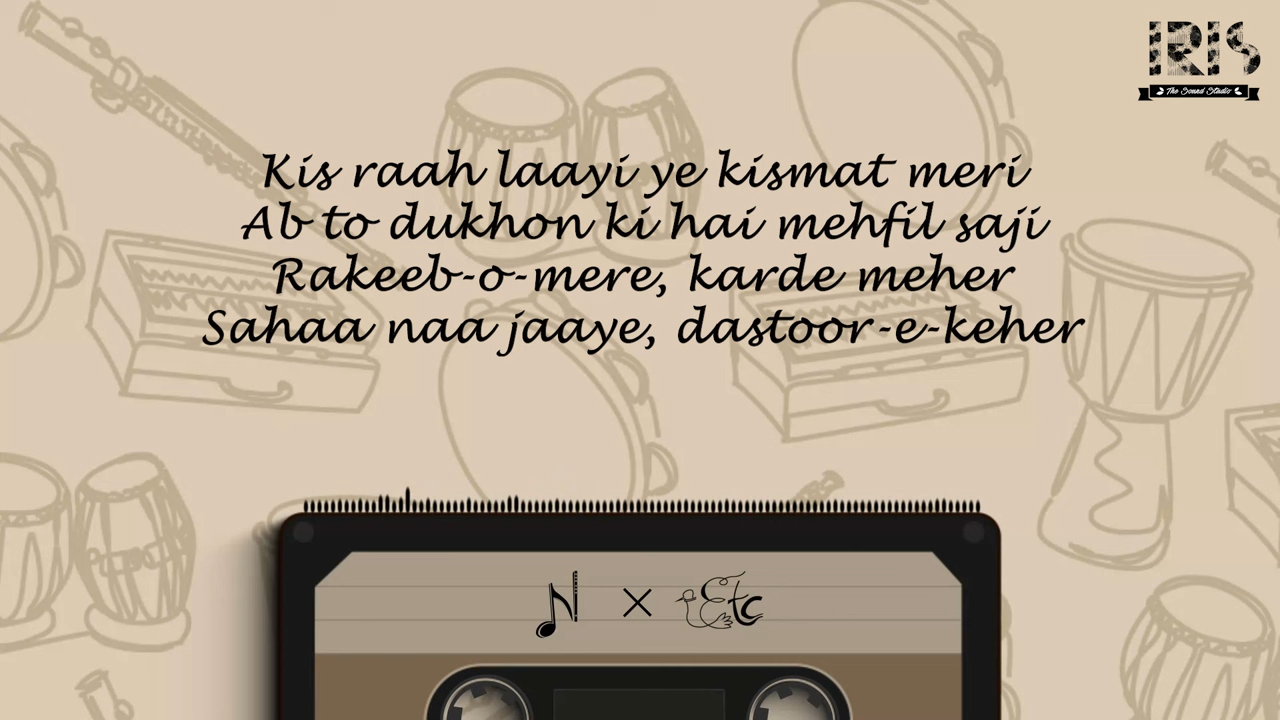 IRIS
The Sound Studio
Kis raah laayi ye kismat meri
Ab to dukhon ki hai mehfil saji
Rakeeb-o-mere, karde meher
Sahaa naa jaaye, dastoor-e-keher
N × Etc